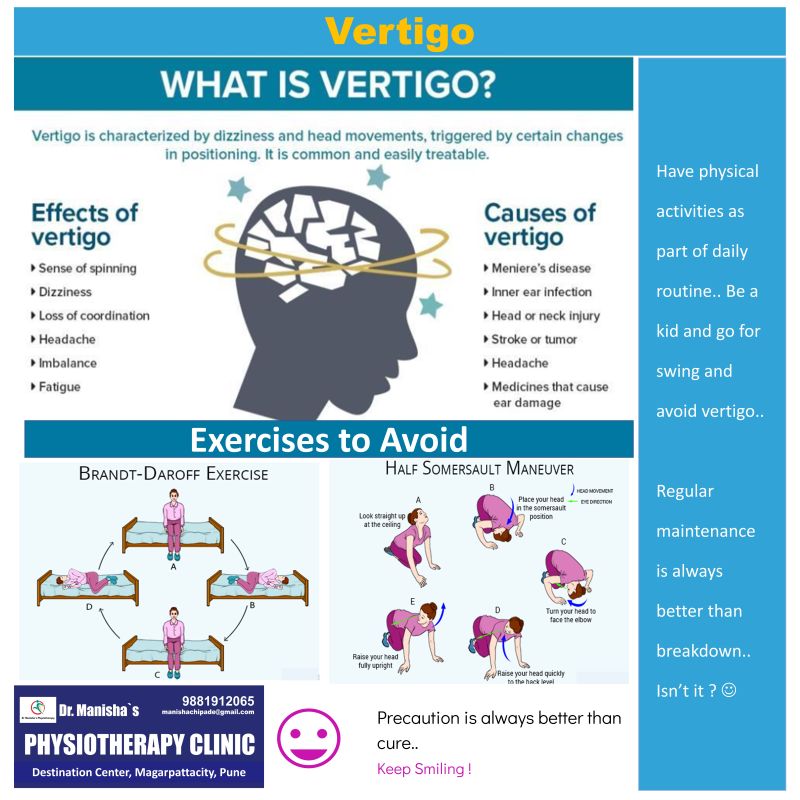 Vertigo
WHAT IS VERTIGO?
Vertigo is characterized by dizziness and head movements, triggered by certain changes
in positioning. It is common and easily treatable.
Effects of
vertigo
Sense of spinning
Dizziness
Loss of coordination
Headache
Imbalance
Fatigue
Causes of
vertigo
Meniere's disease
Inner ear infection
Head or neck injury
Stroke or tumor
Headache
Medicines that cause
ear damage
Have physical
activities as
part of daily
routine.. Be a
kid and go for
swing and
avoid vertigo..
Regular
maintenance
is always
better than
breakdown..
Isn't it ? ☺
Exercises to Avoid
BRANDT-DAROFF EXERCISE
A
B
C
D
HALF SOMERSAULT MANEUVER
HEAD MOVEMENT
EYE DIRECTION
A
Look straight up
at the ceiling
B
Place your head
in the somersault
position
C
Turn your head to
face the elbow
D
Raise your head quickly
to the back level
E
Raise your head
fully upright
Dr. Manisha`s
9881912065
manishachipade@gmail.com
PHYSIOTHERAPY CLINIC
Destination Center, Magarpattacity, Pune
Precaution is always better than
cure..
Keep Smiling !